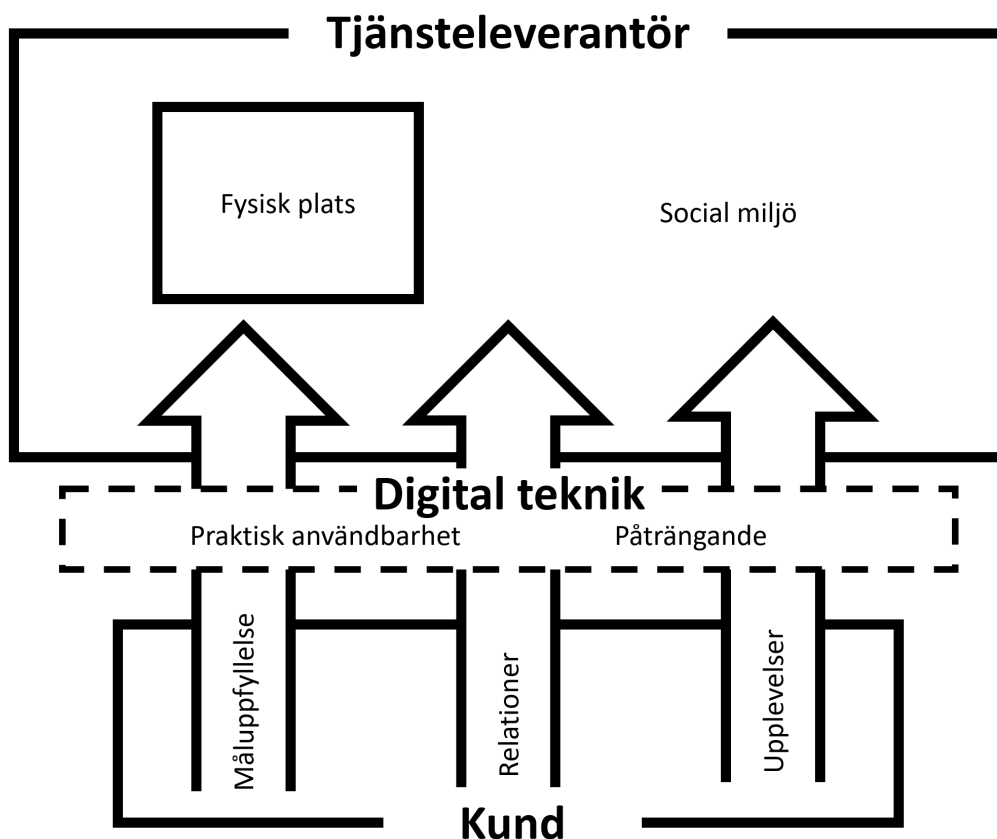 Tjänsteleverantör
Fysisk plats
Social miljö
Digital teknik
Praktisk användbarhet
Påträngande
Måluppfyllelse
Relationer
Upplevelser
Kund